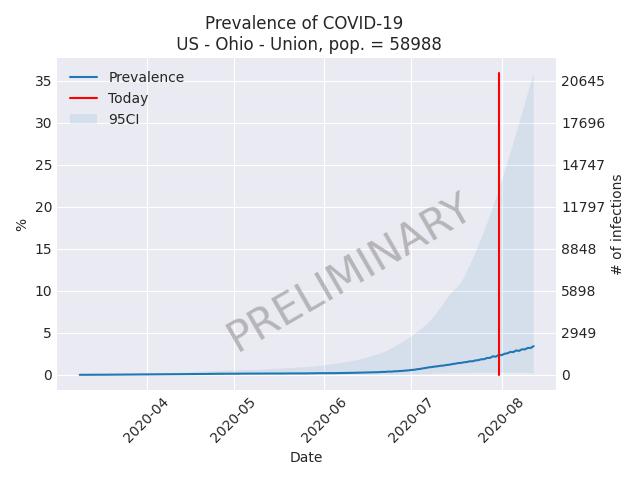 Prevalence of COVID-19
US - Ohio - Union, pop. = 58988
Prevalence
Today
95CI
35
30
25
20
15
10
5
0
%
20645
17696
14747
11797
8848
5898
2949
0
# of infections
PRELIMINARY
2020-04
2020-05
2020-06
2020-07
2020-08
Date